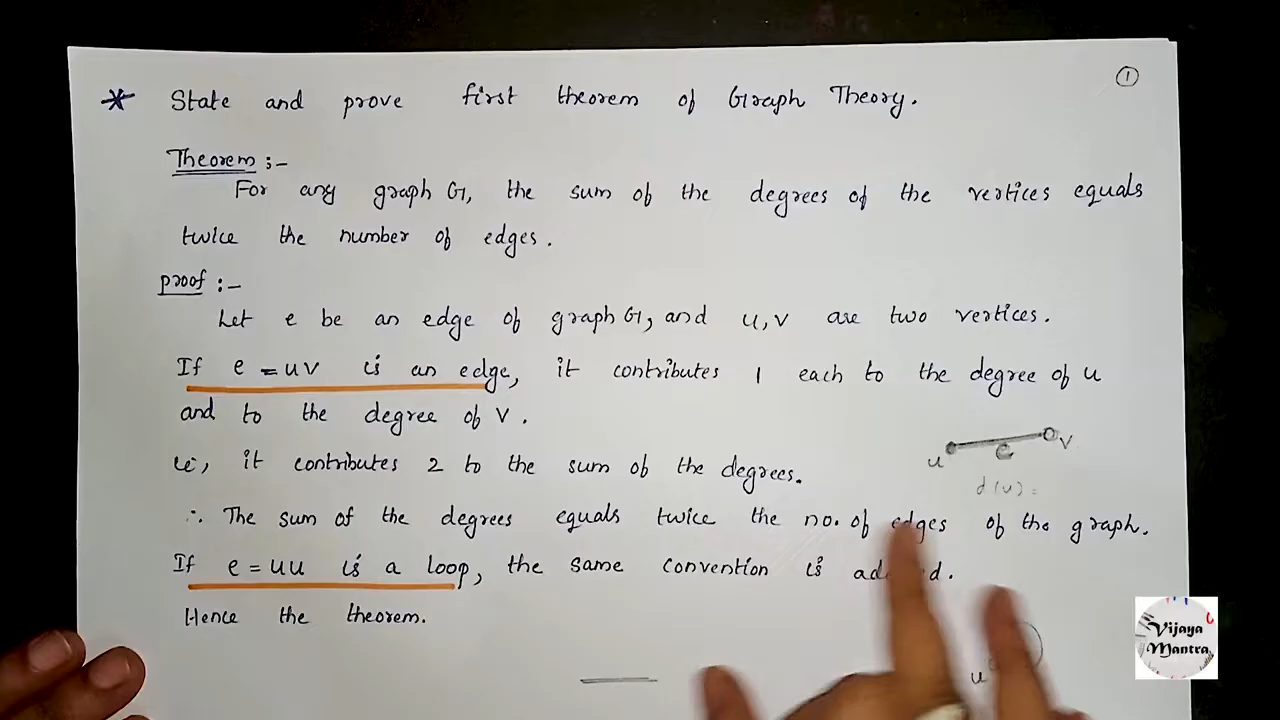 ①
* State and prove first theorem of Graph Theory.
Theorem :-
For any graph G, the sum of the degrees of the vertices equals
twice the number of edges.
proof :-
Let e be an edge of graph G, and u, v are two vertices.
If e = uv is an edge, it contributes 1 each to the degree of u
and to the degree of v.
ie, it contributes 2 to the sum of the degrees.
u e v
d(u) =
∴ The sum of the degrees equals twice the no. of edges of the graph.
If e = uu is a loop, the same convention is
Hence the theorem.
u
Vijaya
Mantra